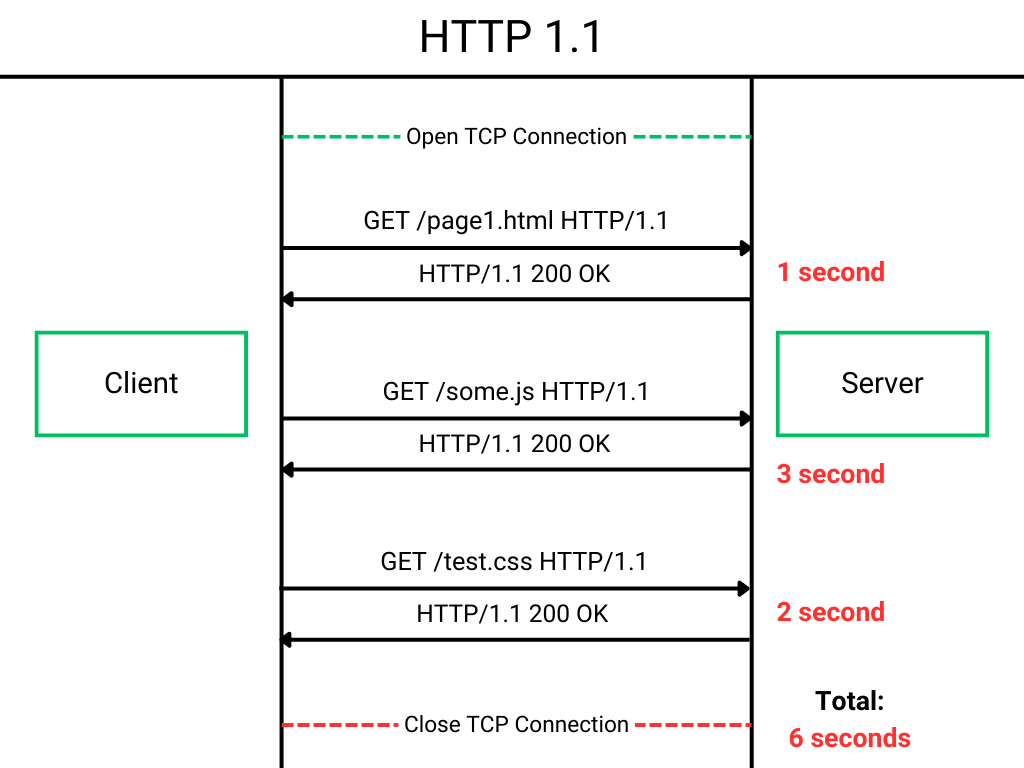 HTTP 1.1
Open TCP Connection
GET /page1.html HTTP/1.1
HTTP/1.1 200 OK
1 second
Client
Server
GET /some.js HTTP/1.1
HTTP/1.1 200 OK
3 second
GET /test.css HTTP/1.1
HTTP/1.1 200 OK
2 second
Close TCP Connection
Total:
6 seconds